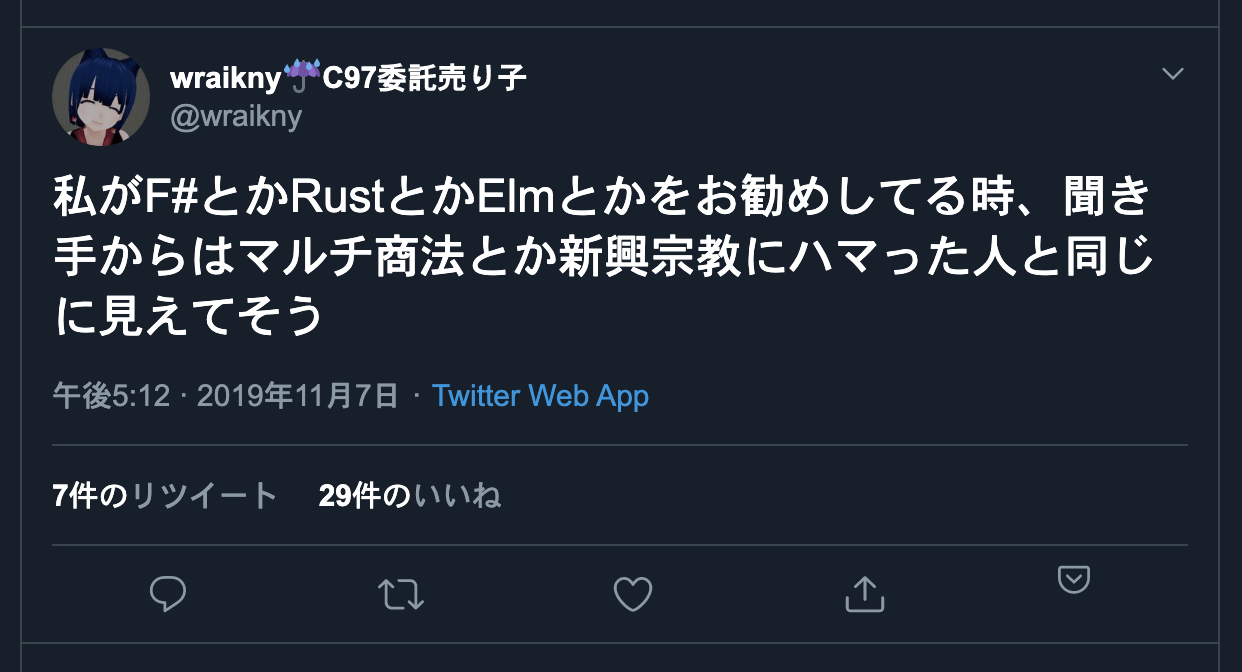 wraikny☔C97委託売り子
@wraikny
私がF#とかRustとかElmとかをお勧めしてる時、聞き
手からはマルチ商法とか新興宗教にハマった人と同じ
に見えてそう
午後5:12 · 2019年11月7日 · Twitter Web App
7件のリツイート 29件のいいね